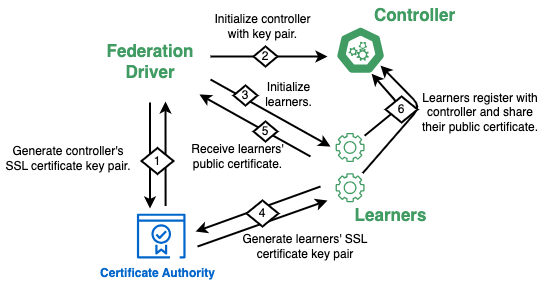 Controller
Initialize controller
with key pair.
2
Federation
Driver
3
Initialize
learners.
6
Learners register with
controller and share
their public certificate.
5
Receive learners'
public certificate.
1
Generate controller's
SSL certificate key pair.
4
Learners
Generate learners' SSL
certificate key pair
Certificate Authority